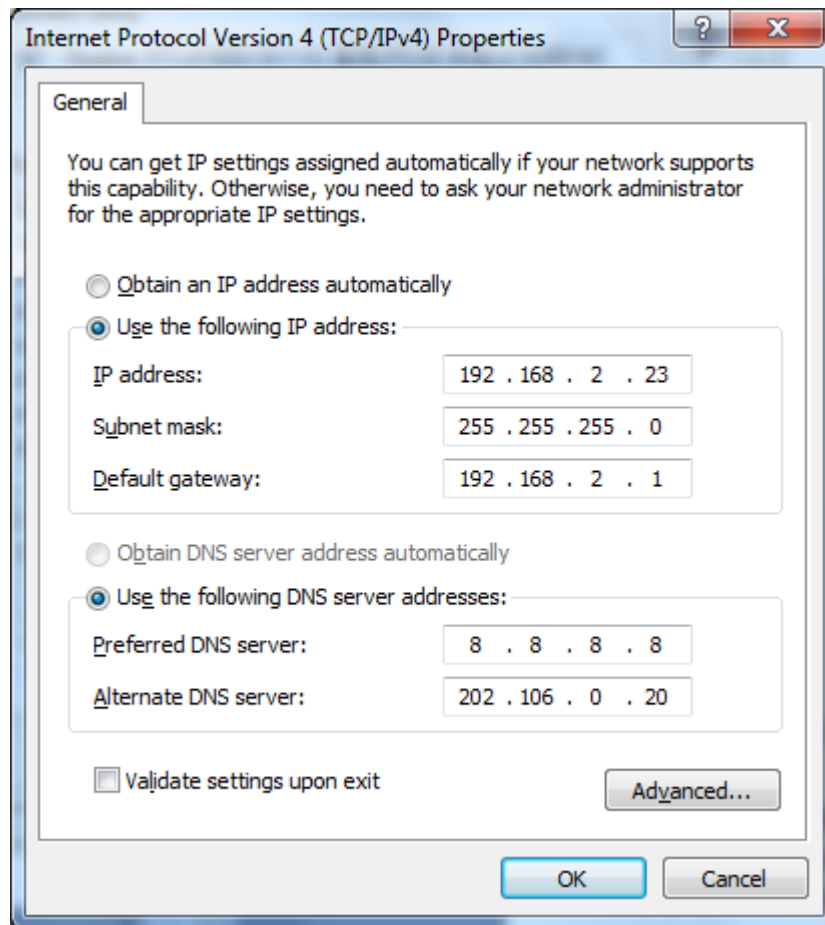 Internet Protocol Version 4 (TCP/IPv4) Properties
General
You can get IP settings assigned automatically if your network supports
this capability. Otherwise, you need to ask your network administrator
for the appropriate IP settings.
Obtain an IP address automatically
Use the following IP address:
IP address: 192 . 168 . 2 . 23
Subnet mask: 255 . 255 . 255 . 0
Default gateway: 192 . 168 . 2 . 1
Obtain DNS server address automatically
Use the following DNS server addresses:
Preferred DNS server: 8 . 8 . 8 . 8
Alternate DNS server: 202 . 106 . 0 . 20
Validate settings upon exit
Advanced...
OK Cancel